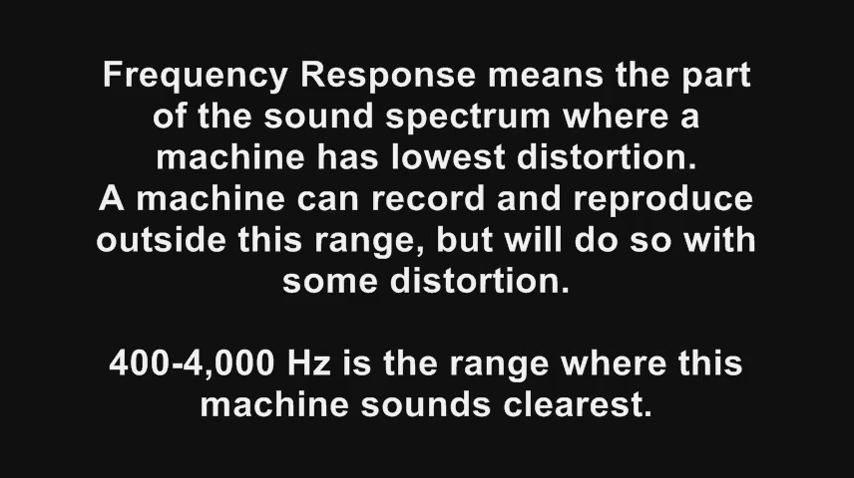 Frequency Response means the part
of the sound spectrum where a
machine has lowest distortion.
A machine can record and reproduce
outside this range, but will do so with
some distortion.
400-4,000 Hz is the range where this
machine sounds clearest.